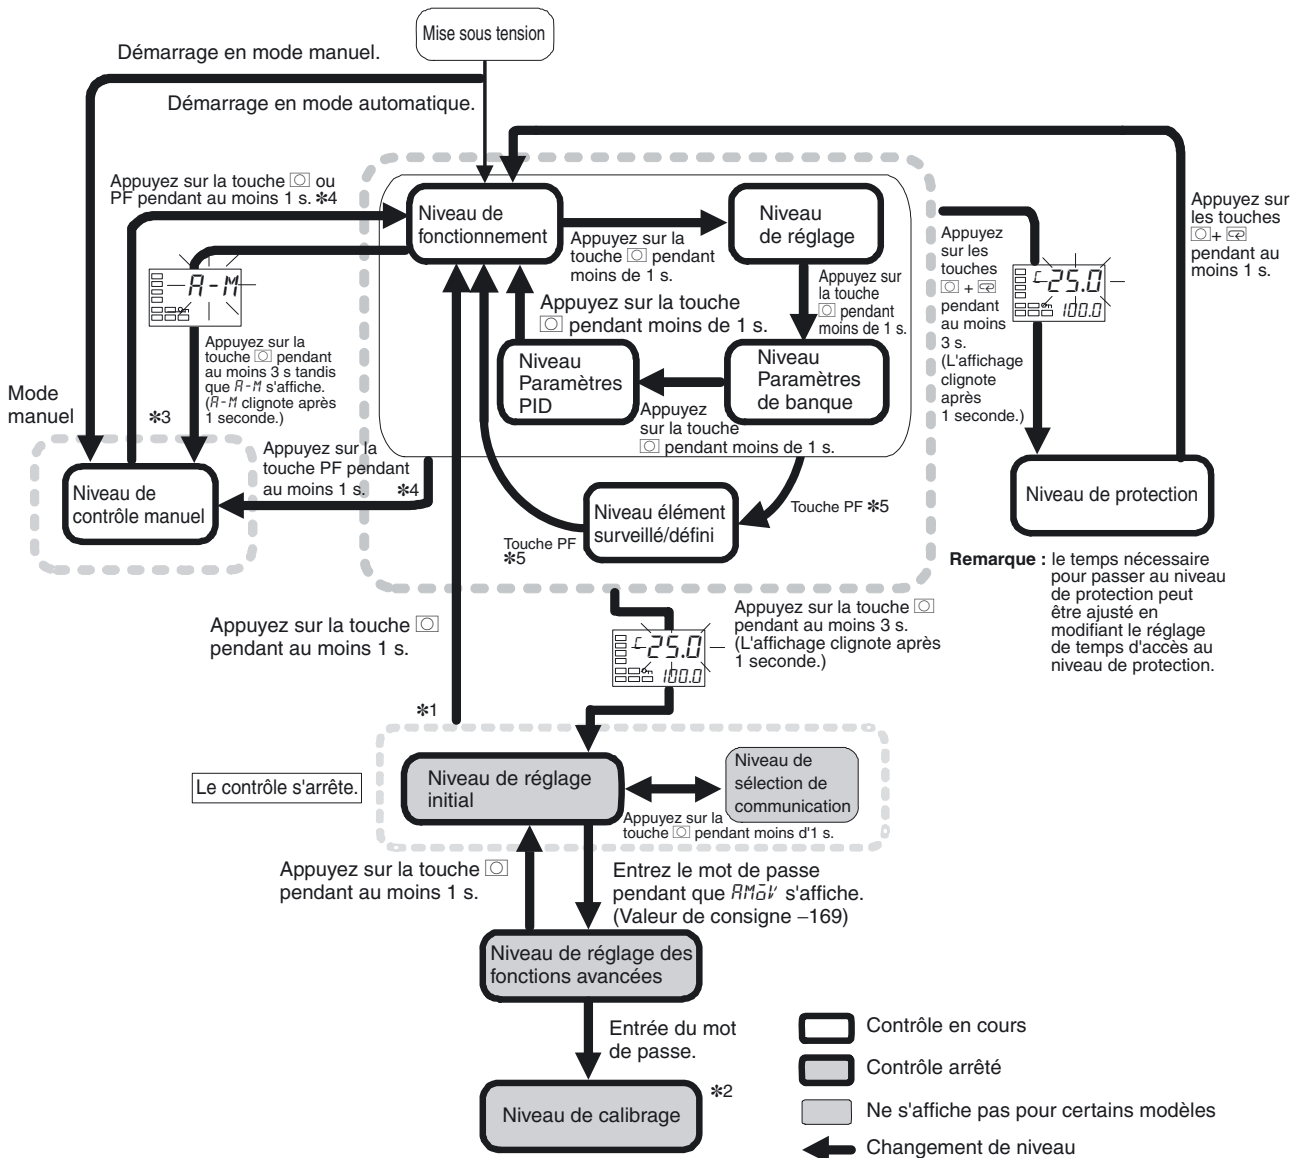 Mise sous tension
Démarrage en mode manuel.
Démarrage en mode automatique.
Appuyez sur la touche ou
PF pendant au moins 1 s. ✽4
A-M
Appuyez sur la
touche pendant
au moins 3 s tandis
que A-M s'affiche.
(A-M clignote après
1 seconde.)
✽3
Mode
manuel
Niveau de
contrôle manuel
Appuyez sur la
touche PF pendant
au moins 1 s. ✽4
Niveau de
fonctionnement
Appuyez sur la
touche pendant
moins de 1 s.
Niveau
de réglage
Appuyez sur
la touche
pendant
moins de 1 s.
Appuyez sur la touche
pendant moins de 1 s.
Niveau
Paramètres
PID
Niveau
Paramètres
de banque
Appuyez
sur la touche
pendant moins de 1 s.
Niveau élément
surveillé/défini
Touche PF ✽5
Touche PF
✽5
Appuyez
sur les
touches
+
pendant
au moins
3 s.
(L'affichage
clignote
après
1 seconde.)
C 25.0
100.0
Appuyez sur
les touches
+
pendant au
moins 1 s.
Niveau de protection
Remarque : le temps nécessaire
pour passer au niveau
de protection peut
être ajusté en
modifiant le réglage
de temps d'accès au
niveau de protection.
Appuyez sur la touche
pendant au moins 1 s.
C 25.0
100.0
Appuyez sur la touche
pendant au moins 3 s.
(L'affichage clignote après
1 seconde.)
✽1
Le contrôle s'arrête.
Niveau de réglage
initial
Niveau de
sélection de
communication
Appuyez sur la
touche pendant moins d'1 s.
Appuyez sur la touche
pendant au moins 1 s.
Entrez le mot de passe
pendant que AMOV s'affiche.
(Valeur de consigne −169)
Niveau de réglage des
fonctions avancées
Entrée du mot
de passe.
Niveau de calibrage
✽2
Contrôle en cours
Contrôle arrêté
Ne s'affiche pas pour certains modèles
Changement de niveau